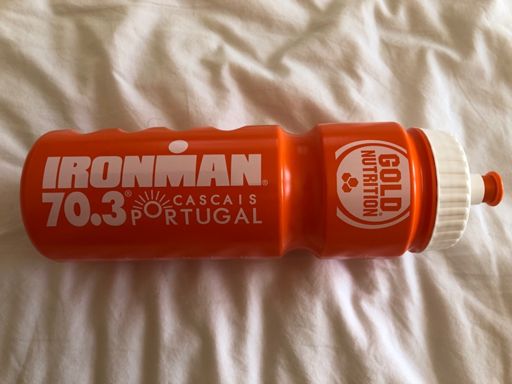 IRONMAN®
70.3® CASCAIS
PORTUGAL
GOLD
NUTRITION®